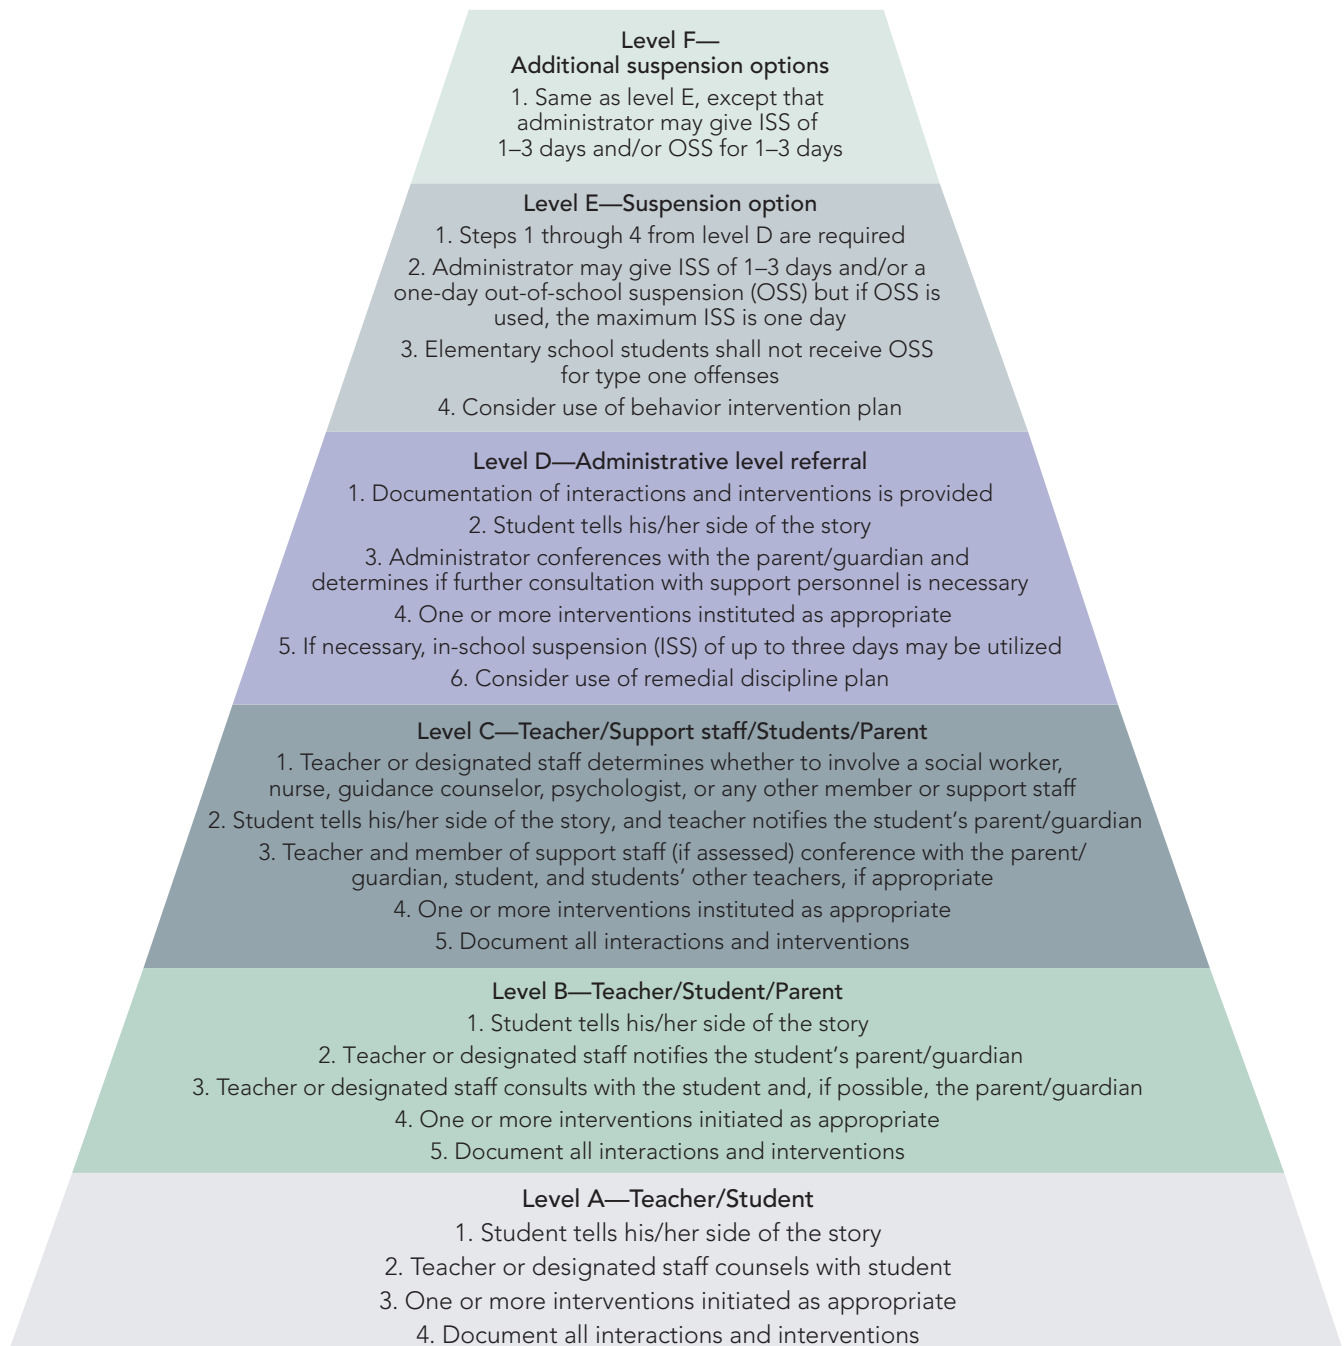 Level F—
Additional suspension options
1. Same as level E, except that
administrator may give ISS of
1–3 days and/or OSS for 1–3 days
Level E—Suspension option
1. Steps 1 through 4 from level D are required
2. Administrator may give ISS of 1–3 days and/or a
one-day out-of-school suspension (OSS) but if OSS is
used, the maximum ISS is one day
3. Elementary school students shall not receive OSS
for type one offenses
4. Consider use of behavior intervention plan
Level D—Administrative level referral
1. Documentation of interactions and interventions is provided
2. Student tells his/her side of the story
3. Administrator conferences with the parent/guardian and
determines if further consultation with support personnel is necessary
4. One or more interventions instituted as appropriate
5. If necessary, in-school suspension (ISS) of up to three days may be utilized
6. Consider use of remedial discipline plan
Level C—Teacher/Support staff/Students/Parent
1. Teacher or designated staff determines whether to involve a social worker,
nurse, guidance counselor, psychologist, or any other member or support staff
2. Student tells his/her side of the story, and teacher notifies the student’s parent/guardian
3. Teacher and member of support staff (if assessed) conference with the parent/
guardian, student, and students’ other teachers, if appropriate
4. One or more interventions instituted as appropriate
5. Document all interactions and interventions
Level B—Teacher/Student/Parent
1. Student tells his/her side of the story
2. Teacher or designated staff notifies the student’s parent/guardian
3. Teacher or designated staff consults with the student and, if possible, the parent/guardian
4. One or more interventions initiated as appropriate
5. Document all interactions and interventions
Level A—Teacher/Student
1. Student tells his/her side of the story
2. Teacher or designated staff counsels with student
3. One or more interventions initiated as appropriate
4. Document all interactions and interventions